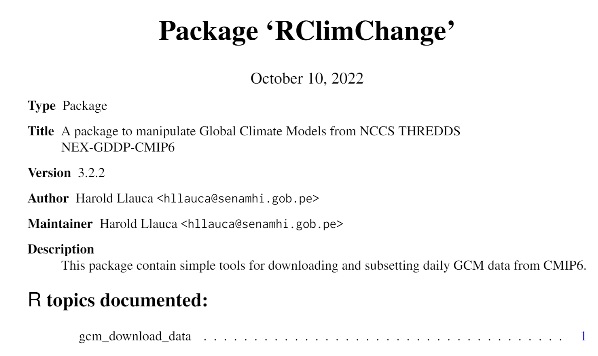 Package ‘RClimChange’
October 10, 2022
Type Package
Title A package to manipulate Global Climate Models from NCCS THREDDS
NEX-GDDP-CMIP6
Version 3.2.2
Author Harold Llauca <hllauca@senamhi.gob.pe>
Maintainer Harold Llauca <hllauca@senamhi.gob.pe>
Description
This package contain simple tools for downloading and subsetting daily GCM data from CMIP6.
R topics documented:
gcm_download_data . . . . . . . . . . . . . . . . . . . . . . . . . . . . . . . . . . . . 1